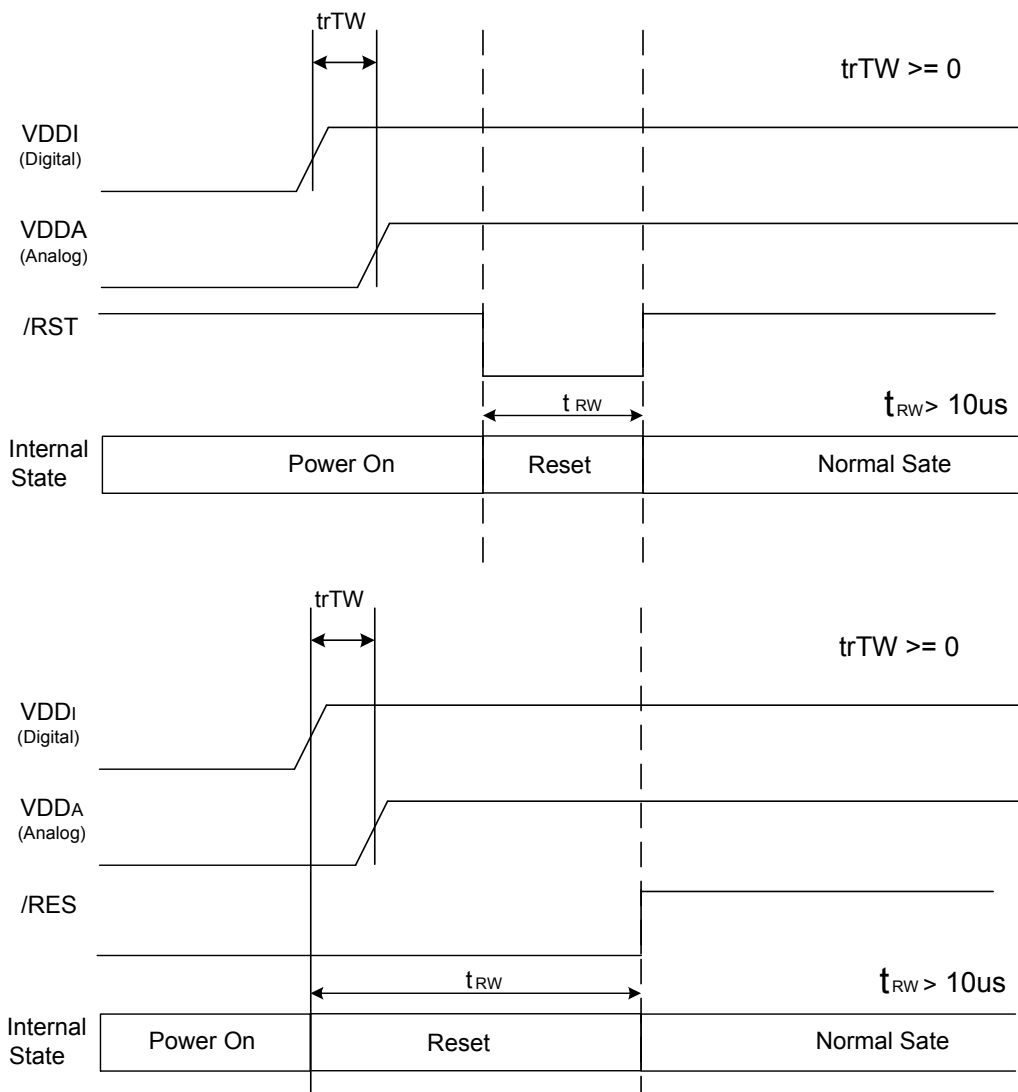 trTW
trTW >= 0
VDDI
(Digital)
VDDA
(Analog)
/RST
t RW
tRW > 10us
Internal
State
Power On
Reset
Normal Sate
trTW
trTW >= 0
VDDI
(Digital)
VDDA
(Analog)
/RES
t RW
tRW > 10us
Internal
State
Power On
Reset
Normal Sate